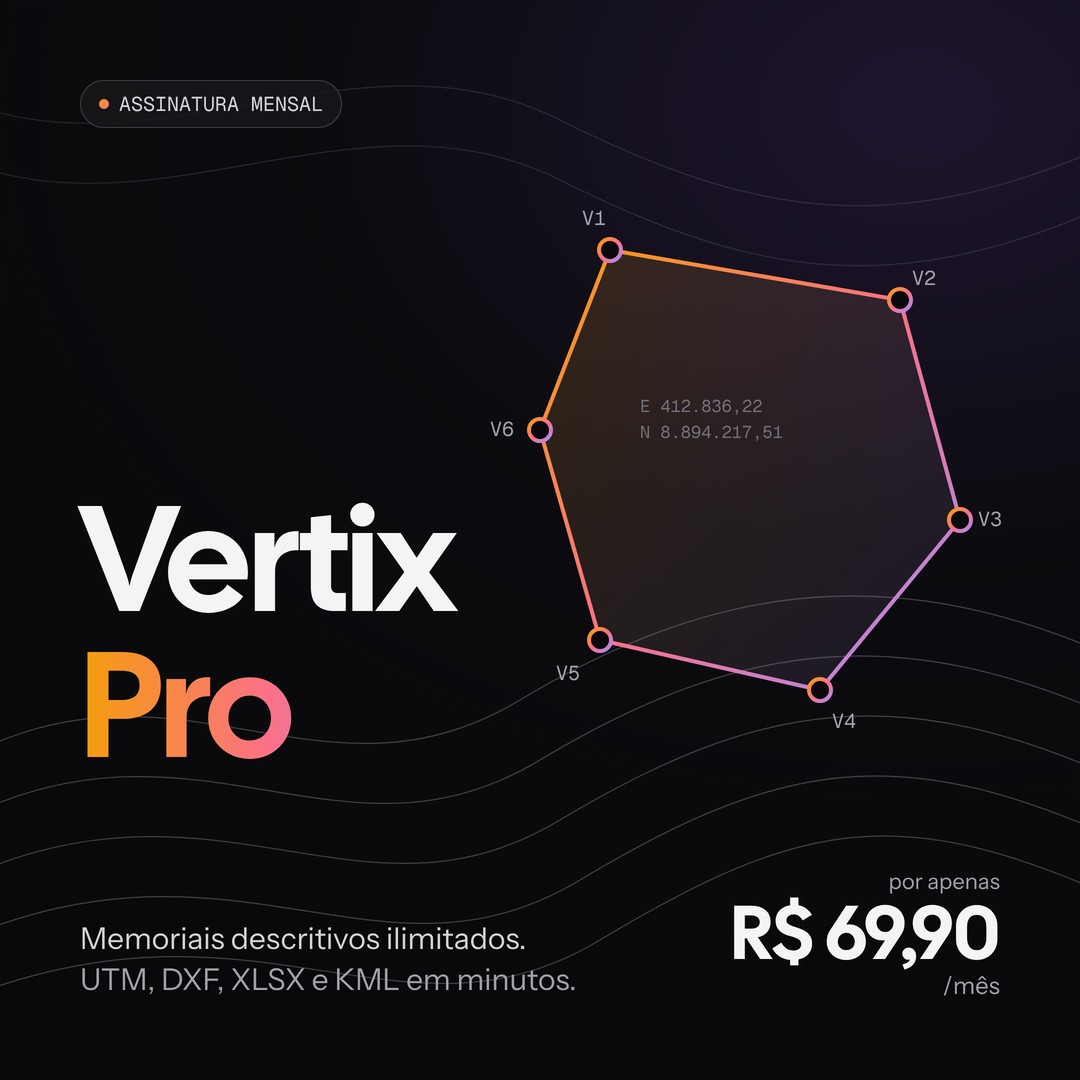 ASSINATURA MENSAL
V1
V2
E 412.836,22
N 8.894.217,51
V6
V3
Vertix
Pro
V5
V4
Memoriais descritivos ilimitados.
UTM, DXF, XLSX e KML em minutos.
por apenas
R$ 69,90
/mês